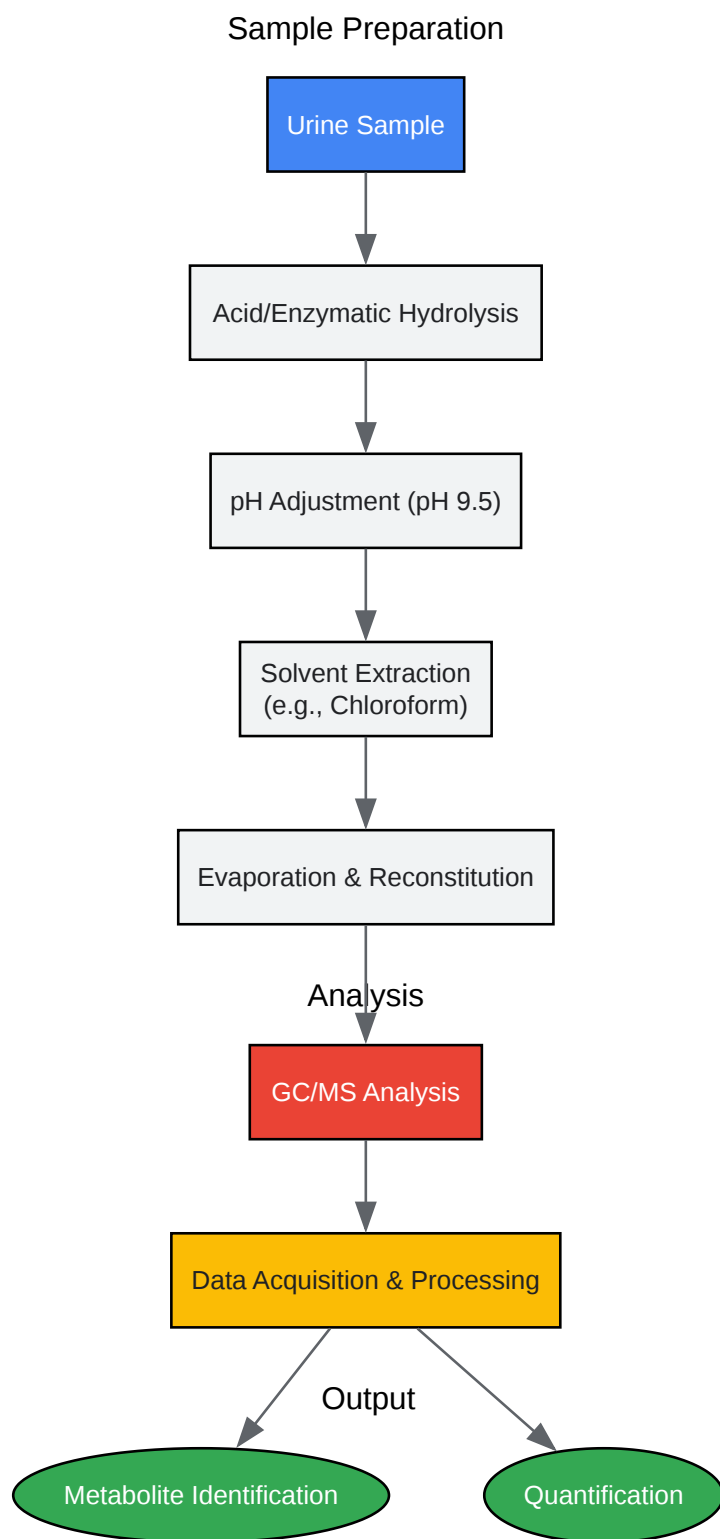 Sample Preparation
Urine Sample
Acid/Enzymatic Hydrolysis
pH Adjustment (pH 9.5)
Solvent Extraction
(e.g., Chloroform)
Evaporation & Reconstitution
Analysis
GC/MS Analysis
Data Acquisition & Processing
Output
Metabolite Identification
Quantification